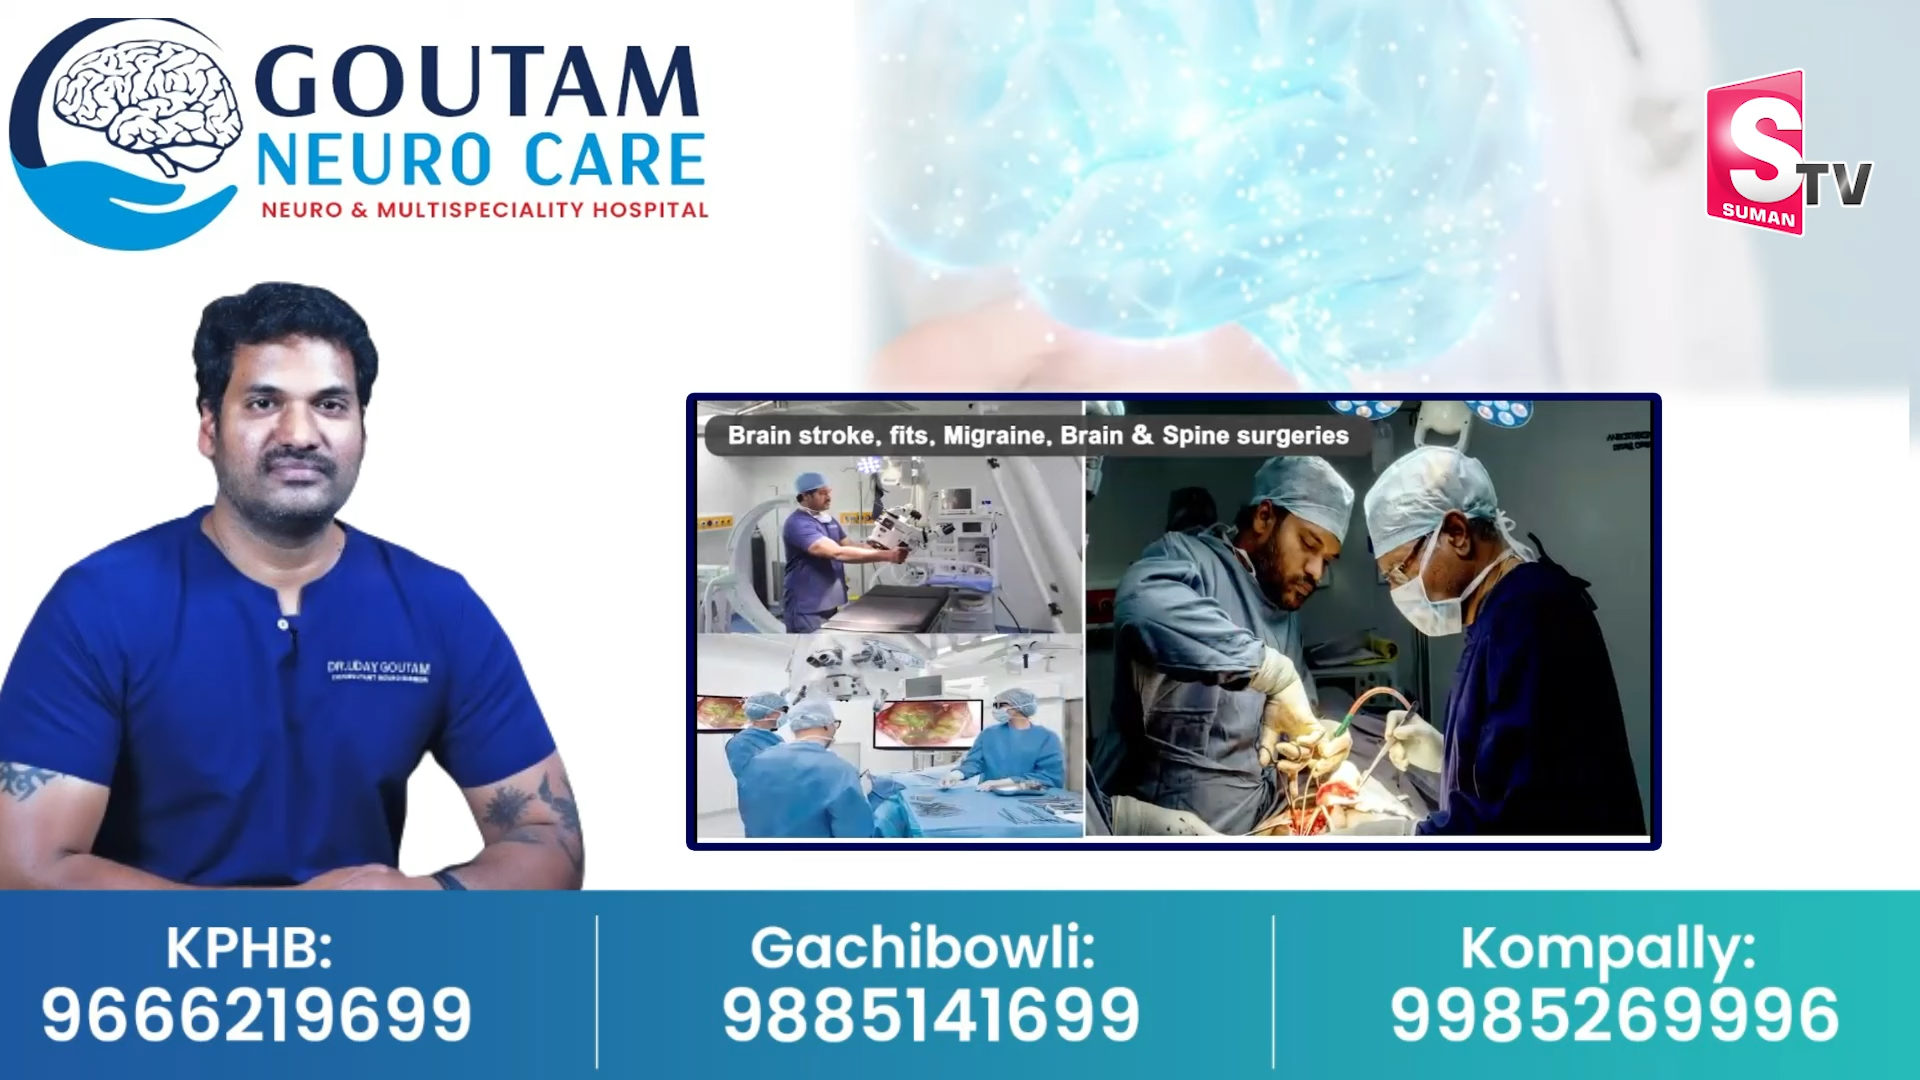 GOUTAM
NEURO CARE
NEURO & MULTISPECIALITY HOSPITAL
S TV
SUMAN
Brain stroke, fits, Migraine, Brain & Spine surgeries
DR.UDAY GOUTAM
KPHB:
9666219699
Gachibowli:
9885141699
Kompally:
9985269996